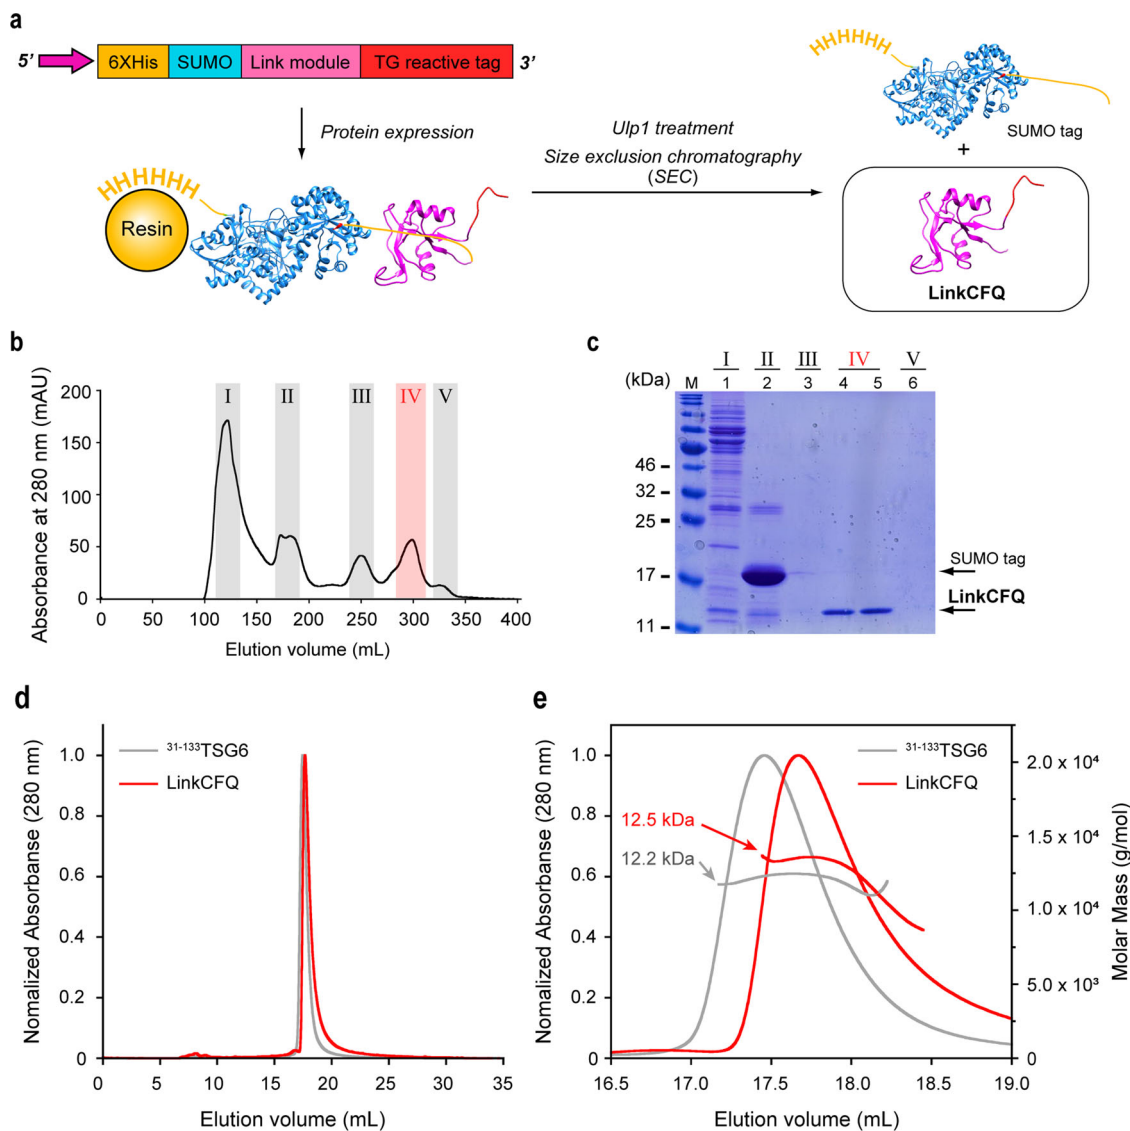 a
5’ 6XHis SUMO Link module TG reactive tag 3’
Protein expression
HHHHHH
Resin
Ulp1 treatment
Size exclusion chromatography
(SEC)
HHHHHH
SUMO tag
+
LinkCFQ
b
Absorbance at 280 nm (mAU)
200
150
100
50
0
I II III IV V
0 50 100 150 200 250 300 350 400
Elution volume (mL)
c
I II III IV V
(kDa) M 1 2 3 4 5 6
46
32
25
17
11
SUMO tag
LinkCFQ
d
Nomalized Absorbanse (280 nm)
1.0
0.8
0.6
0.4
0.2
0
31-133TSG6
LinkCFQ
0 5 10 15 20 25 30 35
Elution volume (mL)
e
Nomalized Absorbanse (280 nm)
1.0
0.8
0.6
0.4
0.2
0
31-133TSG6
LinkCFQ
12.5 kDa
12.2 kDa
2.0 x 10⁴
1.5 x 10⁴
1.0 x 10⁴
5.0 x 10³
0
Molar Mass (g/mol)
16.5 17.0 17.5 18.0 18.5 19.0
Elution volume (mL)